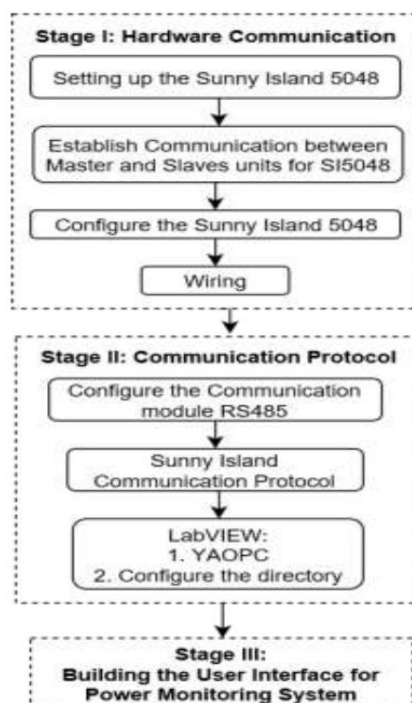 Stage I: Hardware Communication
Setting up the Sunny Island 5048
Establish Communication between
Master and Slaves units for SI5048
Configure the Sunny Island 5048
Wiring
Stage II: Communication Protocol
Configure the Communication
module RS485
Sunny Island
Communication Protocol
LabVIEW:
1. YAOPC
2. Configure the directory
Stage III:
Building the User Interface for
Power Monitoring System